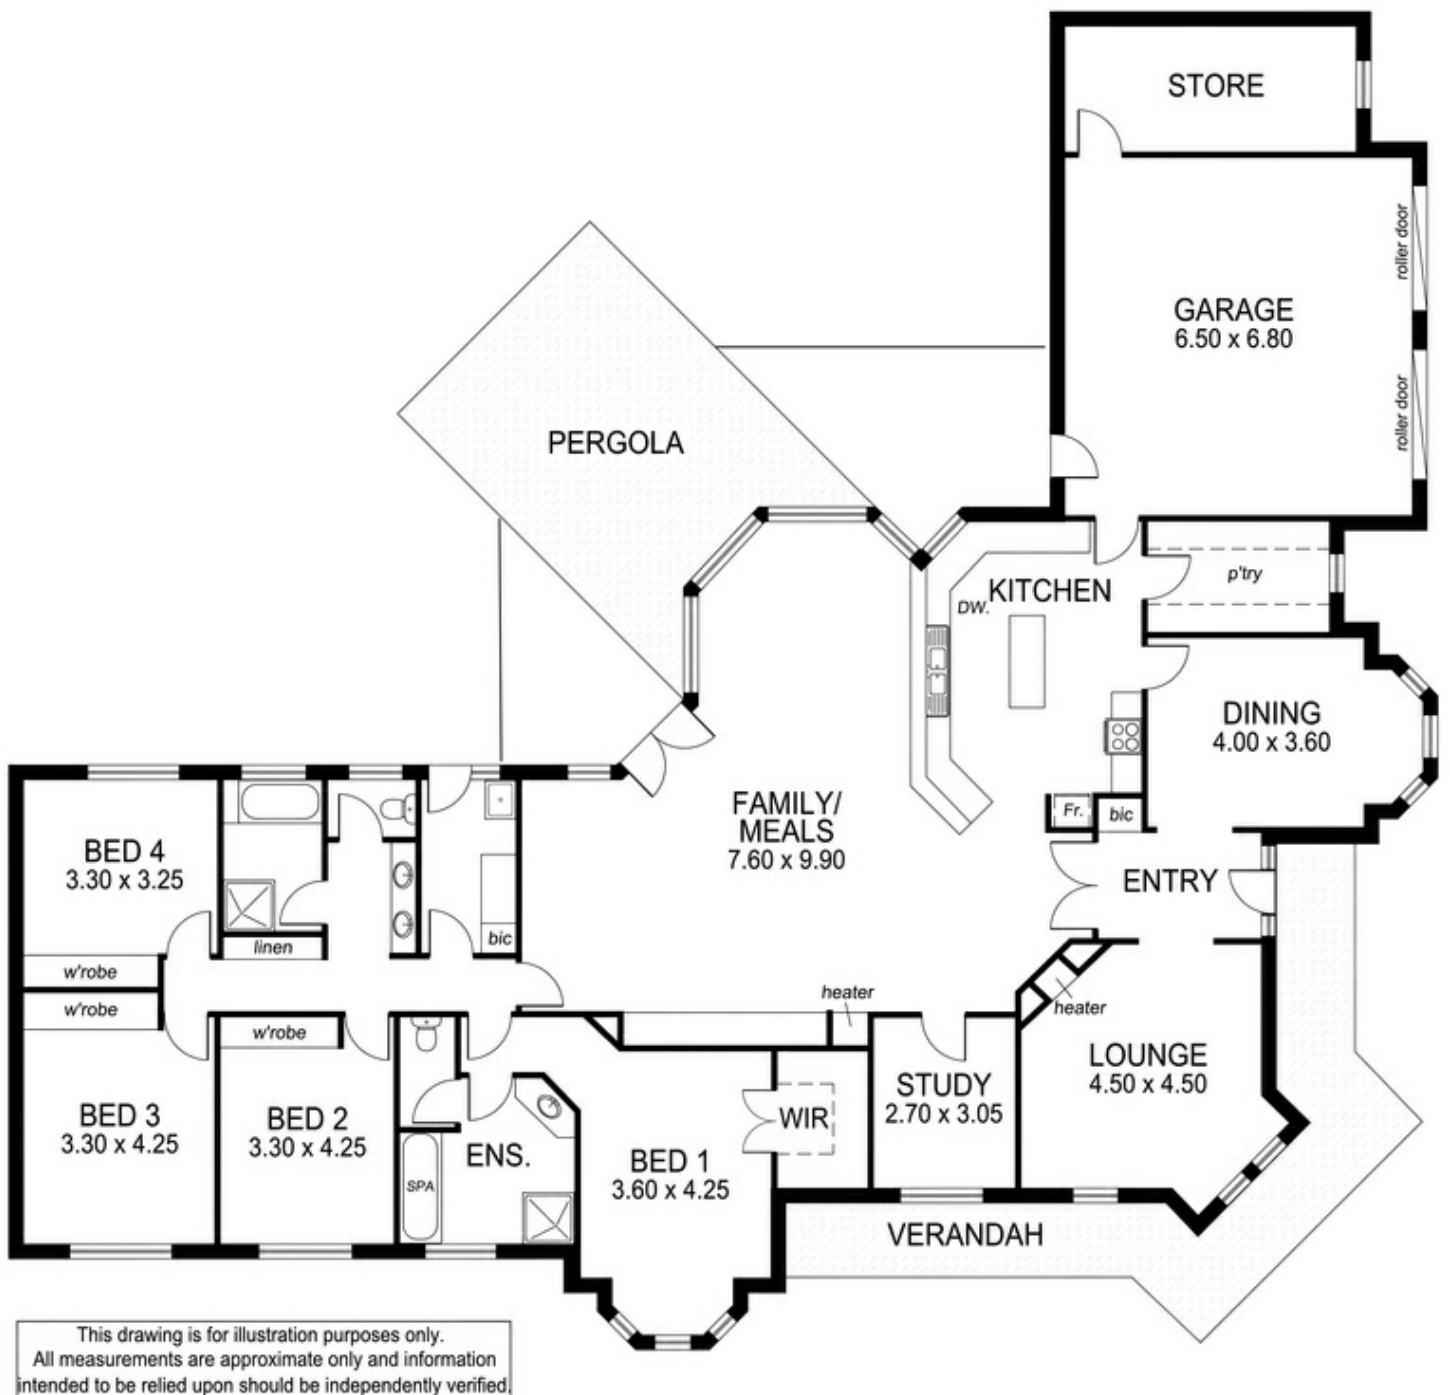 STORE
roller door
GARAGE
6.50 x 6.80
roller door
PERGOLA
p'try
KITCHEN
DW.
DINING
4.00 x 3.60
FAMILY/
MEALS
7.60 x 9.90
Fr.
bic
ENTRY
BED 4
3.30 x 3.25
linen
bic
w'robe
w'robe
w'robe
heater
heater
LOUNGE
4.50 x 4.50
STUDY
2.70 x 3.05
WIR
BED 3
3.30 x 4.25
BED 2
3.30 x 4.25
ENS.
SPA
BED 1
3.60 x 4.25
VERANDAH
This drawing is for illustration purposes only.
All measurements are approximate only and information
intended to be relied upon should be independently verified.